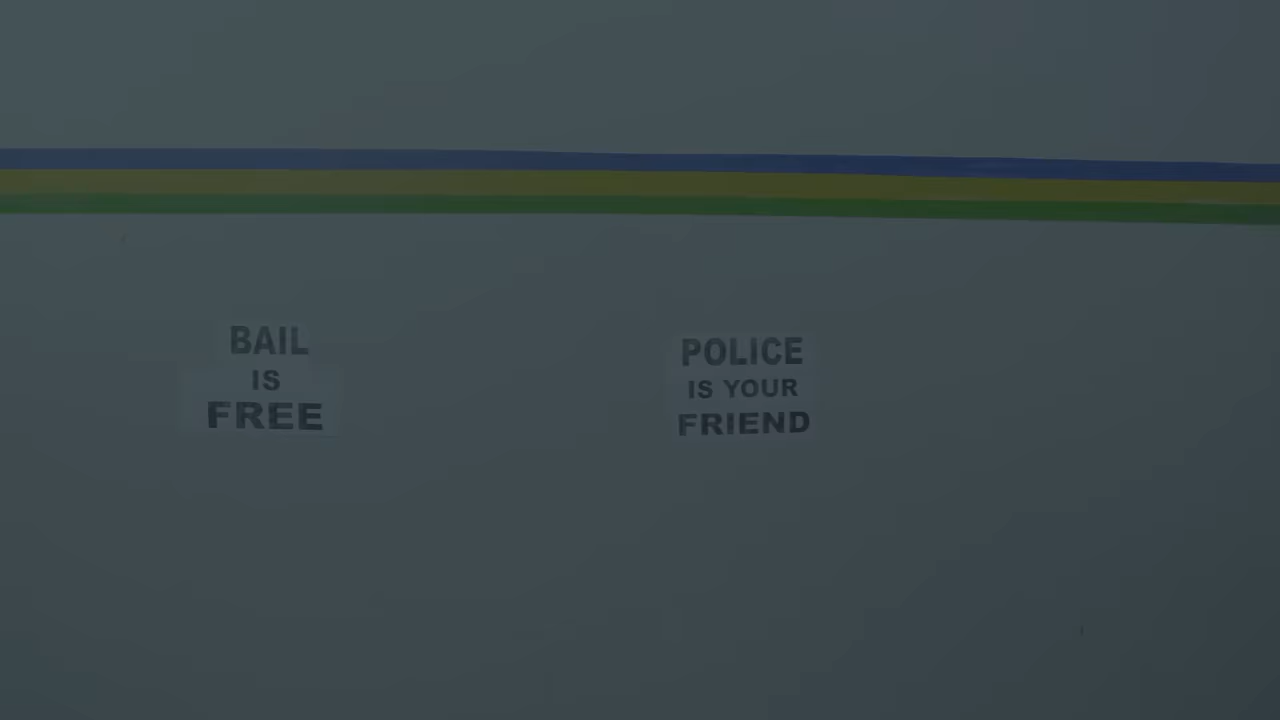 BAIL
IS
FREE
POLICE
IS YOUR
FRIEND